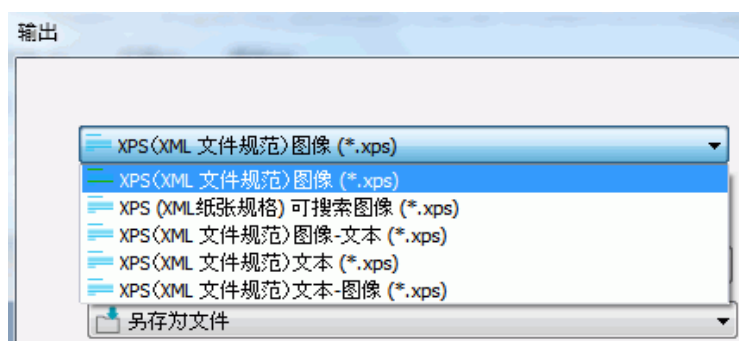 输出
XPS(XML 文件规范)图像 (*.xps)
XPS(XML 文件规范)图像 (*.xps)
XPS (XML纸张规格) 可搜索图像 (*.xps)
XPS(XML 文件规范)图像-文本 (*.xps)
XPS(XML 文件规范)文本 (*.xps)
XPS(XML 文件规范)文本-图像 (*.xps)
另存为文件